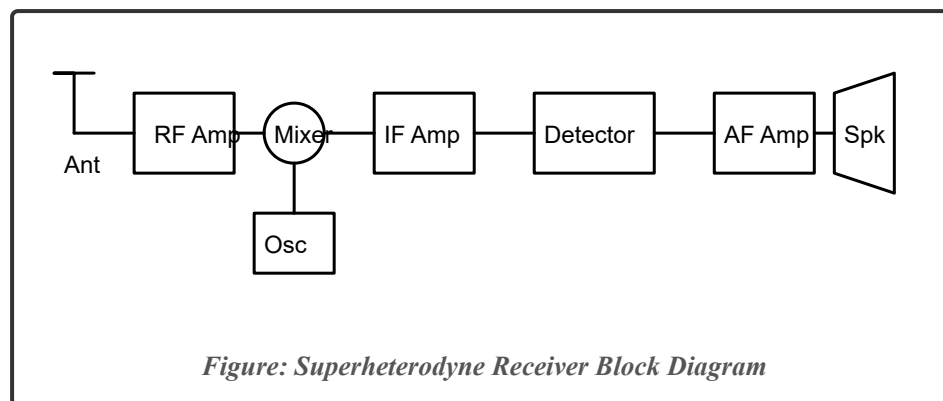 RF Amp Mixer IF Amp Detector AF Amp Spk
Ant
Osc
Figure: Superheterodyne Receiver Block Diagram